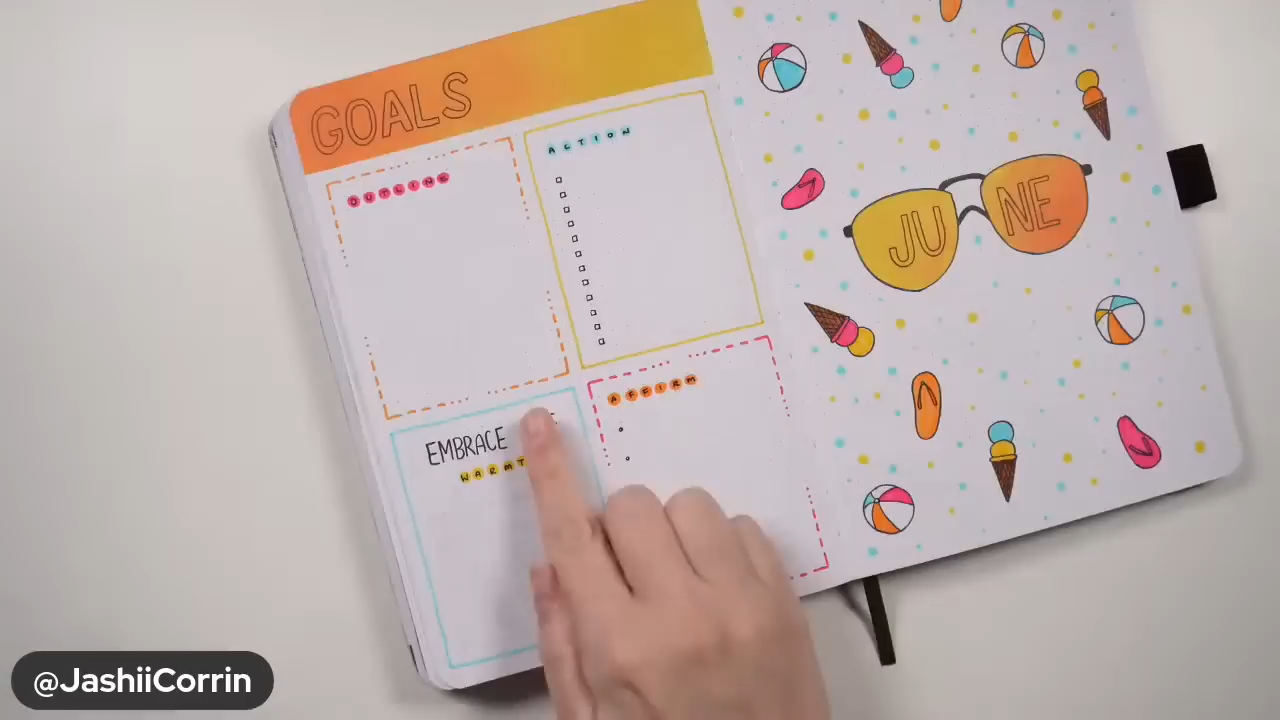 GOALS
OUTLINE
ACTION
EMBRACE
AFFIRM
JUNE
@JashiiCorrin